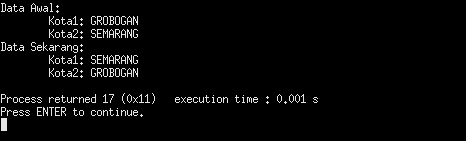 Data Awal:
Kota1: GROBOGAN
Kota2: SEMARANG
Data Sekarang:
Kota1: SEMARANG
Kota2: GROBOGAN
Process returned 17 (0x11)   execution time : 0.001 s
Press ENTER to continue.